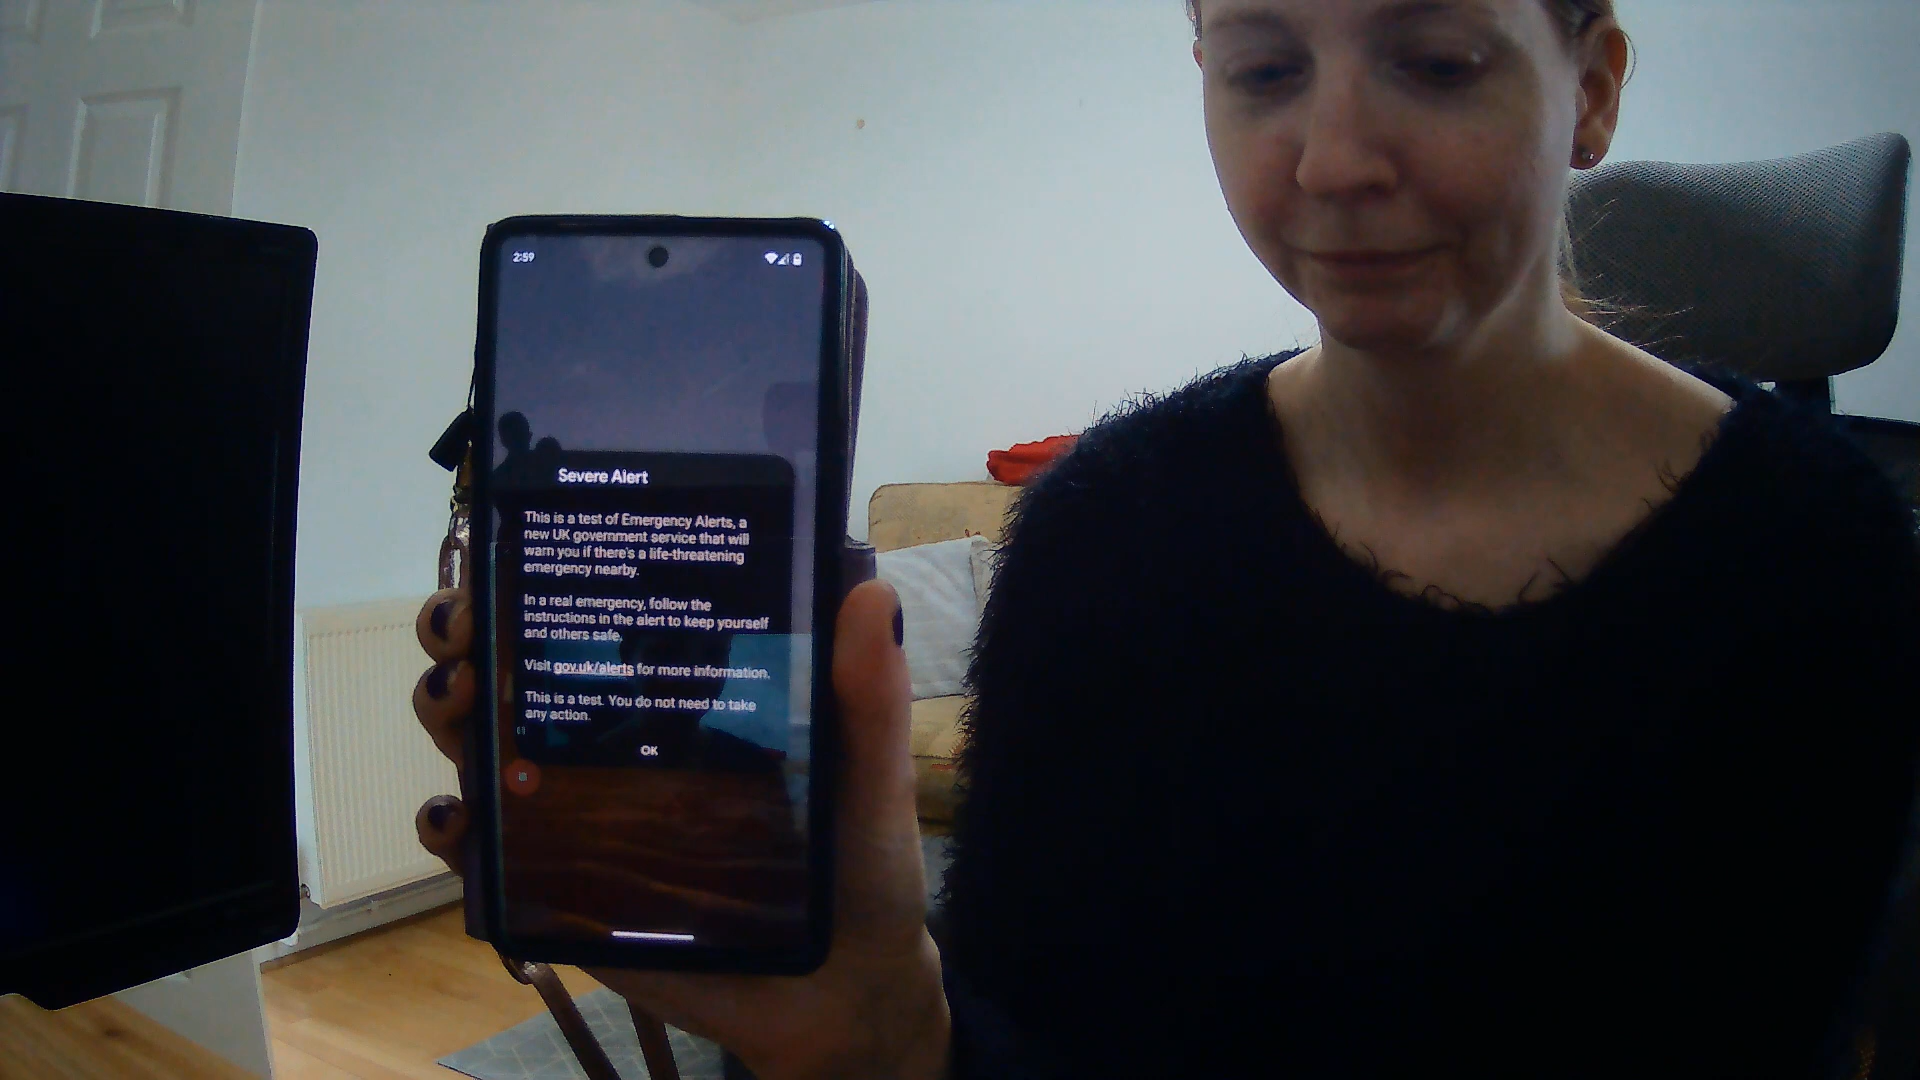 2:59
Severe Alert
This is a test of Emergency Alerts, a
new UK government service that will
warn you if there's a life-threatening
emergency nearby.
In a real emergency, follow the
instructions in the alert to keep yourself
and others safe.
Visit gov.uk/alerts for more information.
This is a test. You do not need to take
any action.
OK